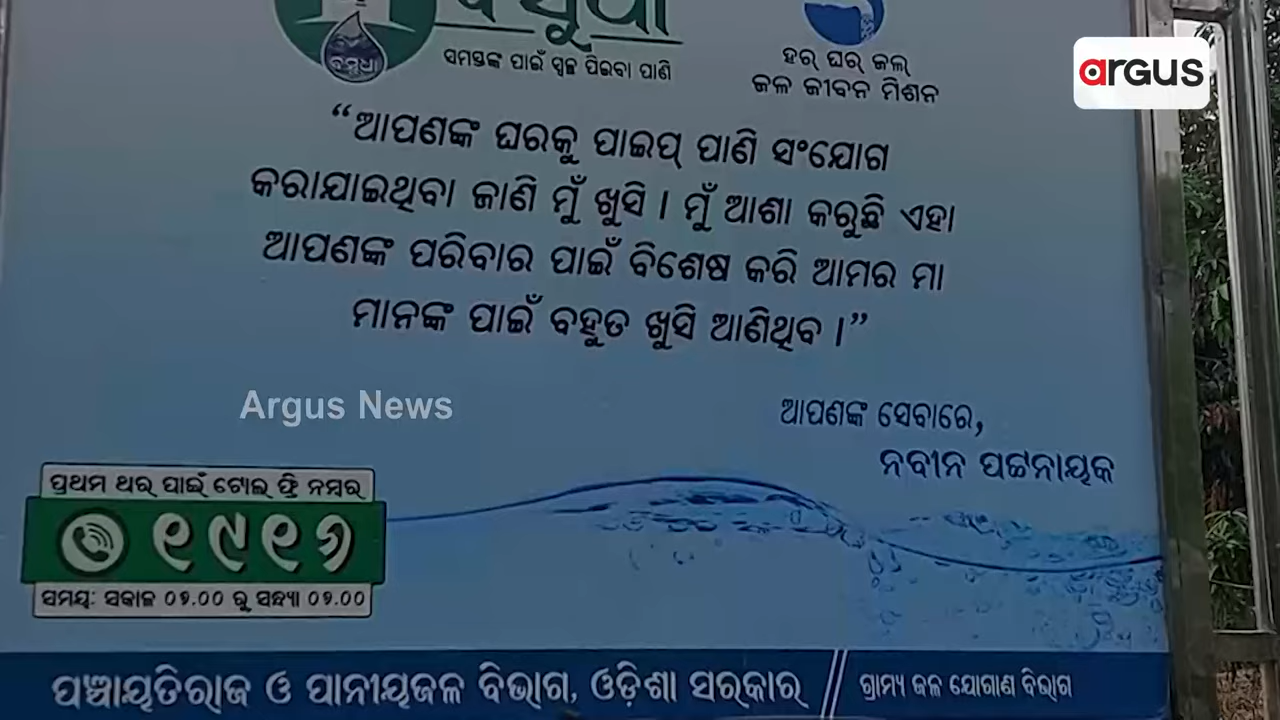 argus
ବସୁଧା
ସମସ୍ତଙ୍କ ପାଇଁ ସ୍ୱଚ୍ଛ ପିଇବା ପାଣି
ହର୍ ଘର୍ ଜଲ୍
ଜଳ ଜୀବନ ମିଶନ
“ଆପଣଙ୍କ ଘରକୁ ପାଇପ୍ ପାଣି ସଂଯୋଗ
କରାଯାଇଥିବା ଜାଣି ମୁଁ ଖୁସି । ମୁଁ ଆଶା କରୁଛି ଏହା
ଆପଣଙ୍କ ପରିବାର ପାଇଁ ବିଶେଷ କରି ଆମର ମା
ମାନଙ୍କ ପାଇଁ ବହୁତ ଖୁସି ଆଣିଥିବ ।”
Argus News
ଆପଣଙ୍କ ସେବାରେ,
ନବୀନ ପଟ୍ଟନାୟକ
ପ୍ରଥମ ଥର ପାଇଁ ଟୋଲ୍ ଫ୍ରି ନମ୍ବର
୧୯୧୬
ସମୟ: ସକାଳ ୦୭.୦୦ ରୁ ସନ୍ଧ୍ୟା ୦୭.୦୦
ପଞ୍ଚାୟତିରାଜ ଓ ପାନୀୟଜଳ ବିଭାଗ, ଓଡ଼ିଶା ସରକାର
ଗ୍ରାମ୍ୟ ଜଳ ଯୋଗାଣ ବିଭାଗ